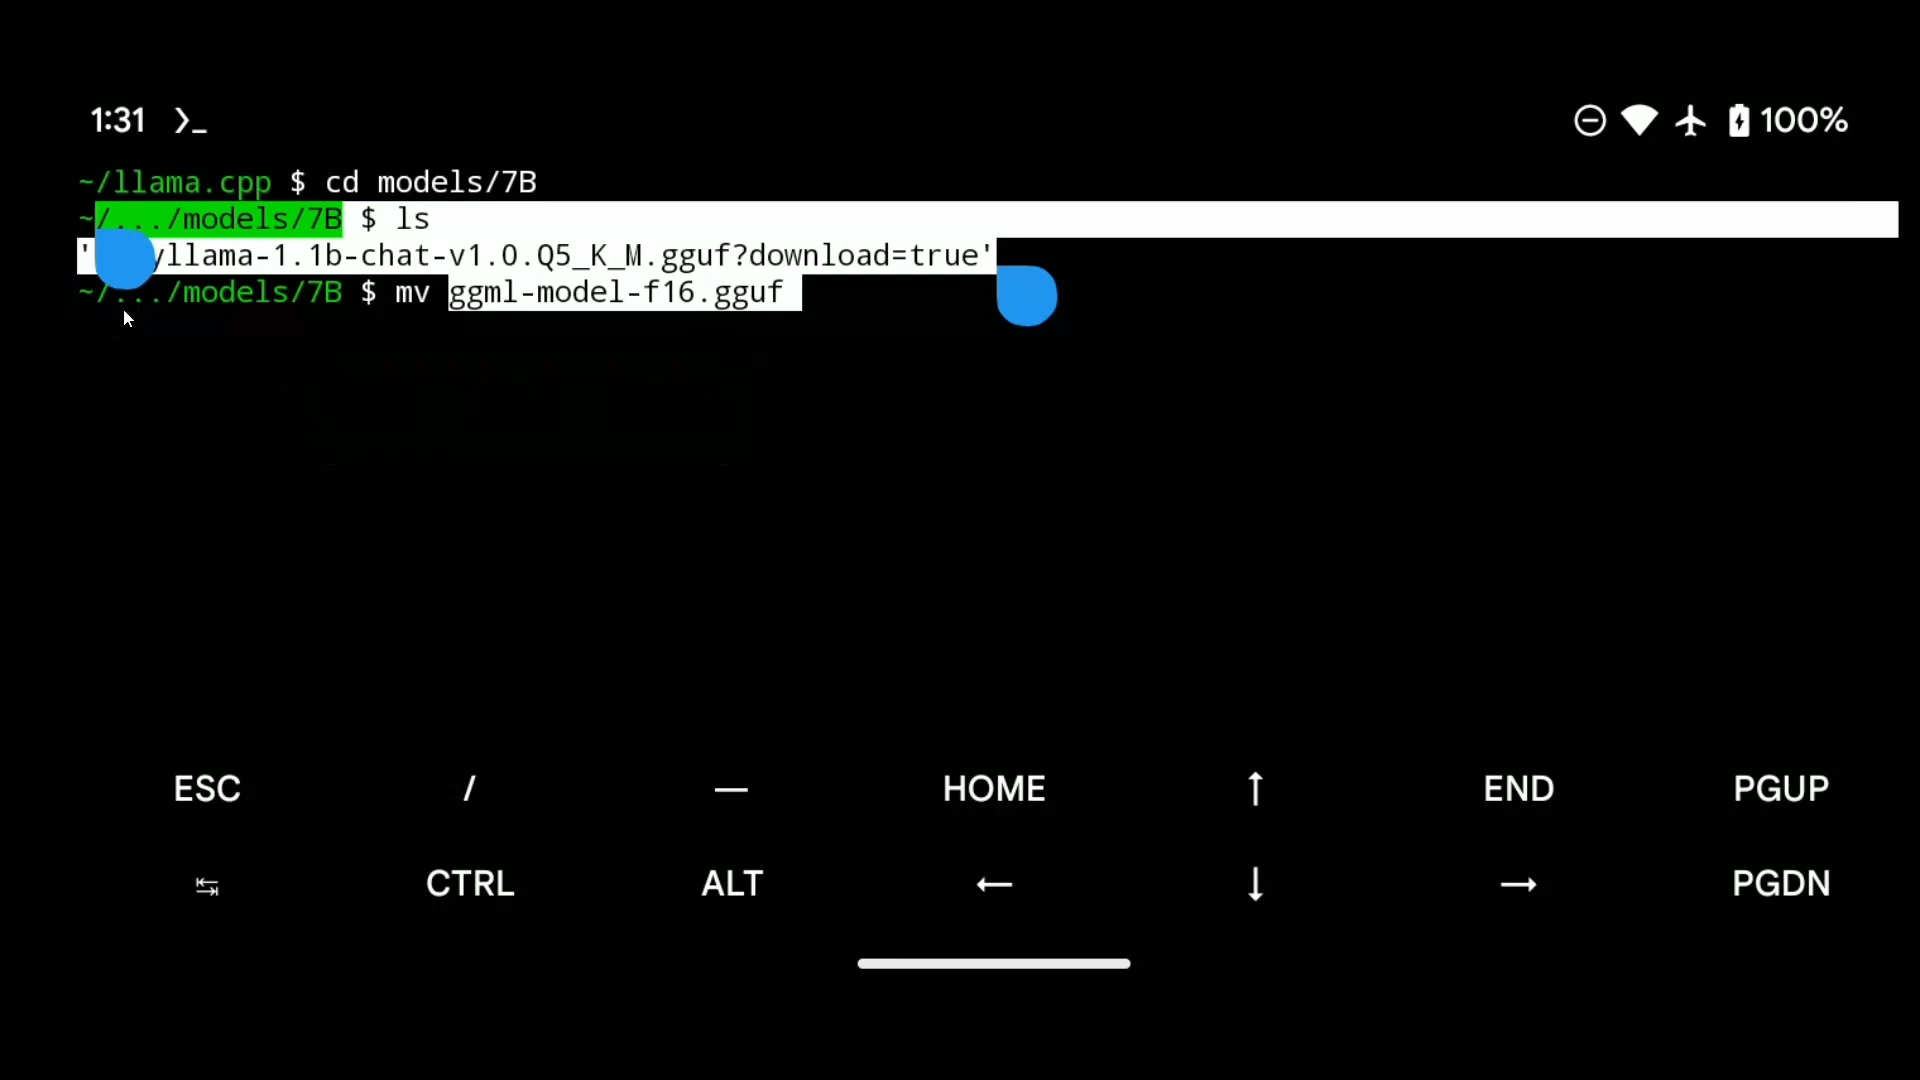 1:31
100%
~/llama.cpp $ cd models/7B
~/.../models/7B $ ls
' yllama-1.1b-chat-v1.0.Q5_K_M.gguf?download=true'
~/.../models/7B $ mv ggml-model-f16.gguf
ESC / — HOME ↑ END PGUP
↹ CTRL ALT ← ↓ → PGDN